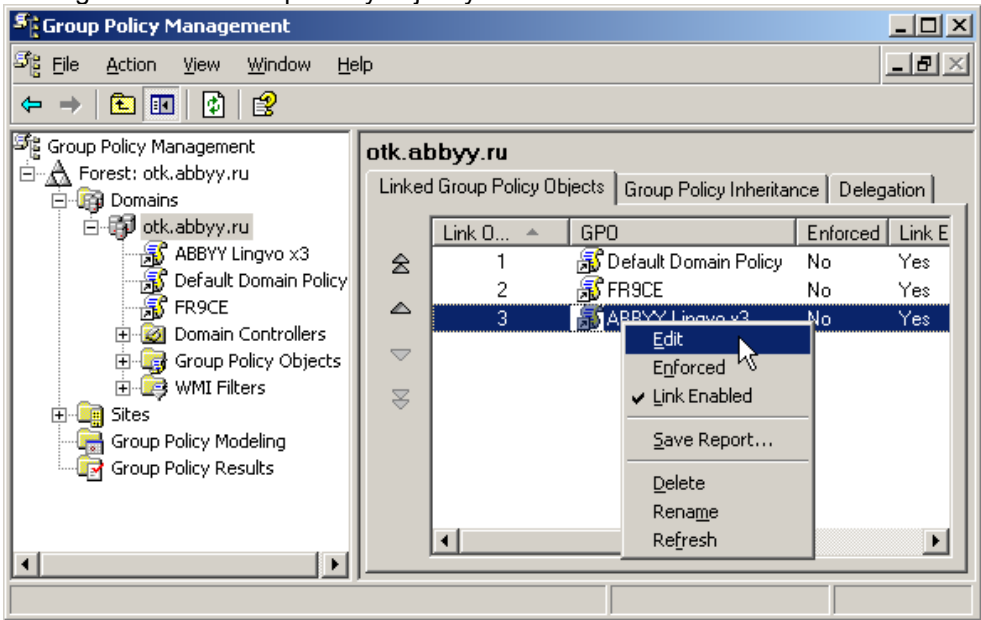 Group Policy Management
File Action View Window Help
Group Policy Management
Forest: otk.abbyy.ru
Domains
otk.abbyy.ru
ABBYY Lingvo x3
Default Domain Policy
FR9CE
Domain Controllers
Group Policy Objects
WMI Filters
Sites
Group Policy Modeling
Group Policy Results
otk.abbyy.ru
Linked Group Policy Objects Group Policy Inheritance Delegation
Link O... GPO Enforced Link E
1 Default Domain Policy No Yes
2 FR9CE No Yes
3 ABBYY Lingvo x3 No Yes
Edit
Enforced
Link Enabled
Save Report...
Delete
Rename
Refresh